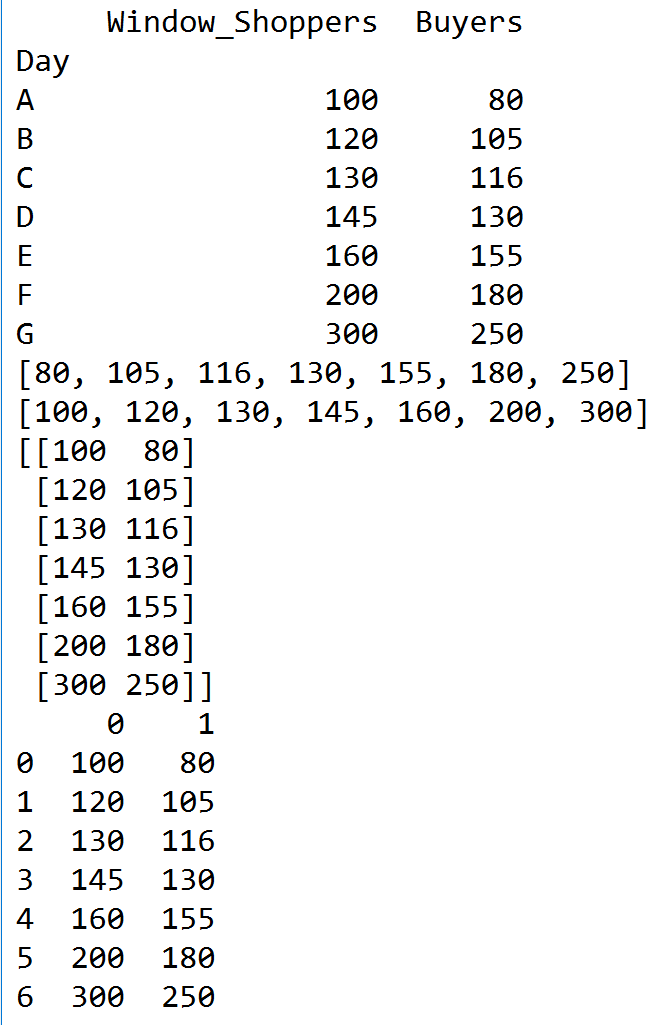 Window_Shoppers  Buyers
Day
A                100      80
B                120     105
C                130     116
D                145     130
E                160     155
F                200     180
G                300     250
[80, 105, 116, 130, 155, 180, 250]
[100, 120, 130, 145, 160, 200, 300]
[[100  80]
 [120 105]
 [130 116]
 [145 130]
 [160 155]
 [200 180]
 [300 250]]
     0    1
0  100   80
1  120  105
2  130  116
3  145  130
4  160  155
5  200  180
6  300  250